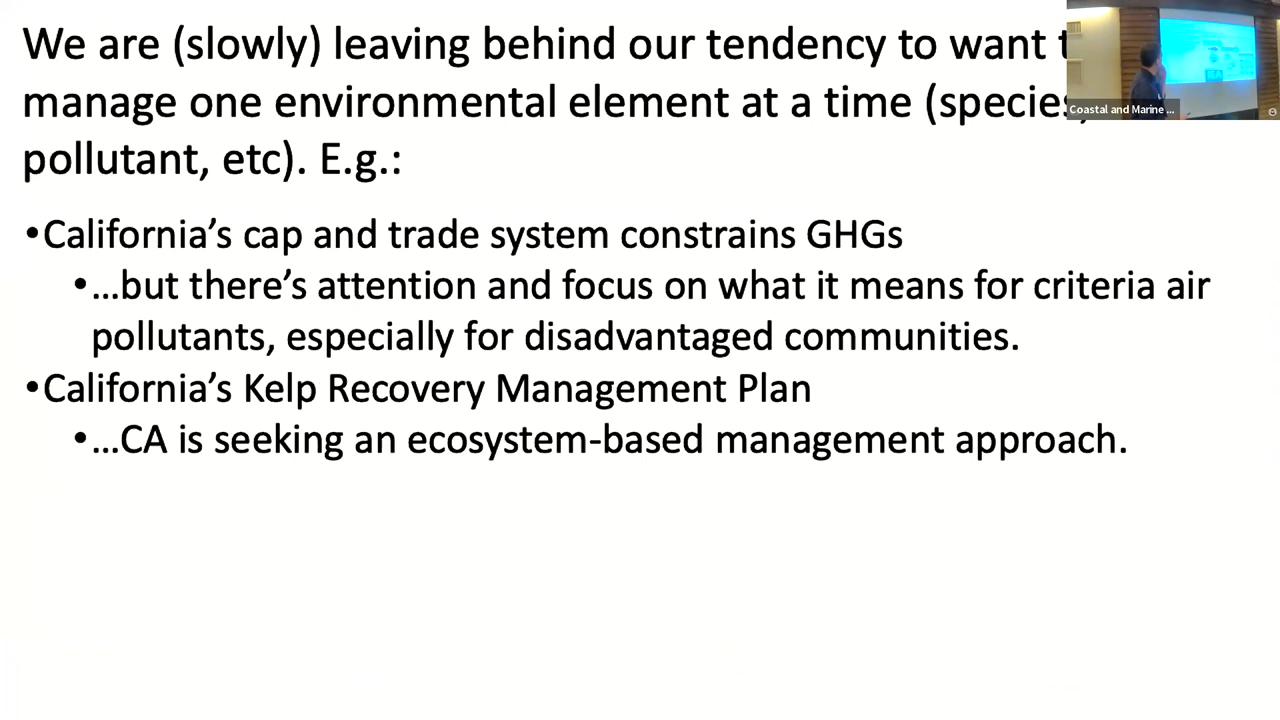 We are (slowly) leaving behind our tendency to want
manage one environmental element at a time (species,
pollutant, etc). E.g.:
•California’s cap and trade system constrains GHGs
•…but there’s attention and focus on what it means for criteria air
pollutants, especially for disadvantaged communities.
•California’s Kelp Recovery Management Plan
•…CA is seeking an ecosystem-based management approach.
Coastal and Marine ...